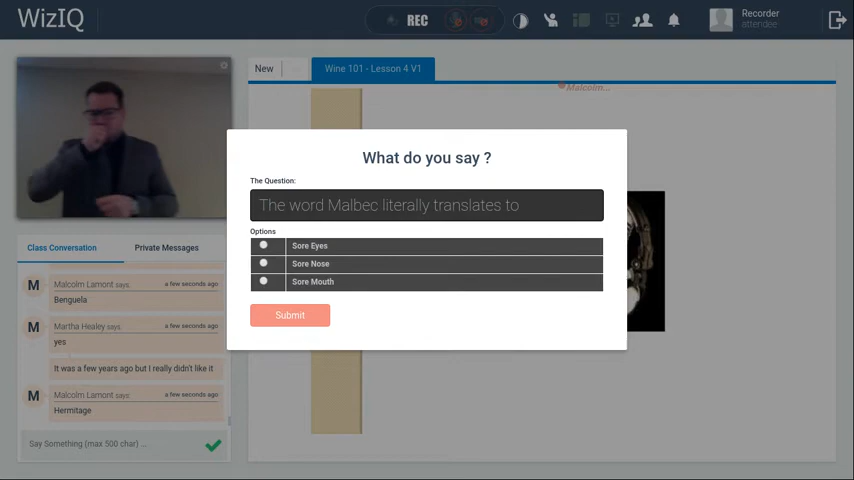 WizIQ
REC
Recorder
attendee
New
Wine 101 - Lesson 4 V1
Malcolm...
What do you say ?
The Question:
The word Malbec literally translates to
Options
Sore Eyes
Sore Nose
Sore Mouth
Submit
Class Conversation
Private Messages
M
Malcolm Lamont says:
a few seconds ago
Benguela
M
Martha Healey says:
a few seconds ago
yes
It was a few years ago but I really didn't like it
M
Malcolm Lamont says:
a few seconds ago
Hermitage
Say Something (max 500 char) ...